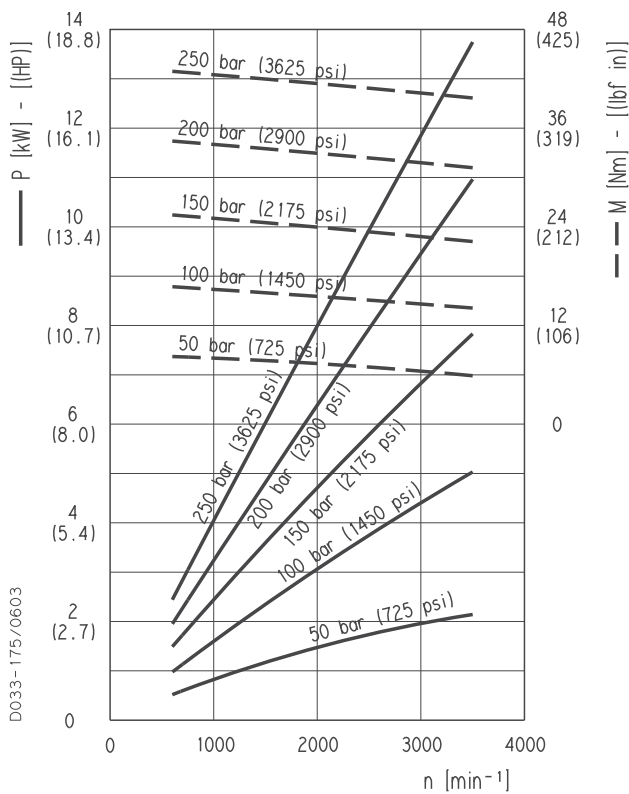 14
(18.8)
12
(16.1)
10
(13.4)
8
(10.7)
6
(8.0)
4
(5.4)
2
(2.7)
0
P [kW] - [(HP)]
D033-175/0603
250 bar (3625 psi)
200 bar (2900 psi)
150 bar (2175 psi)
100 bar (1450 psi)
50 bar (725 psi)
250 bar (3625 psi)
200 bar (2900 psi)
150 bar (2175 psi)
100 bar (1450 psi)
50 bar (725 psi)
48
(425)
36
(319)
24
(212)
12
(106)
0
M [Nm] - [(lbf in)]
0 1000 2000 3000 4000
n [min⁻¹]